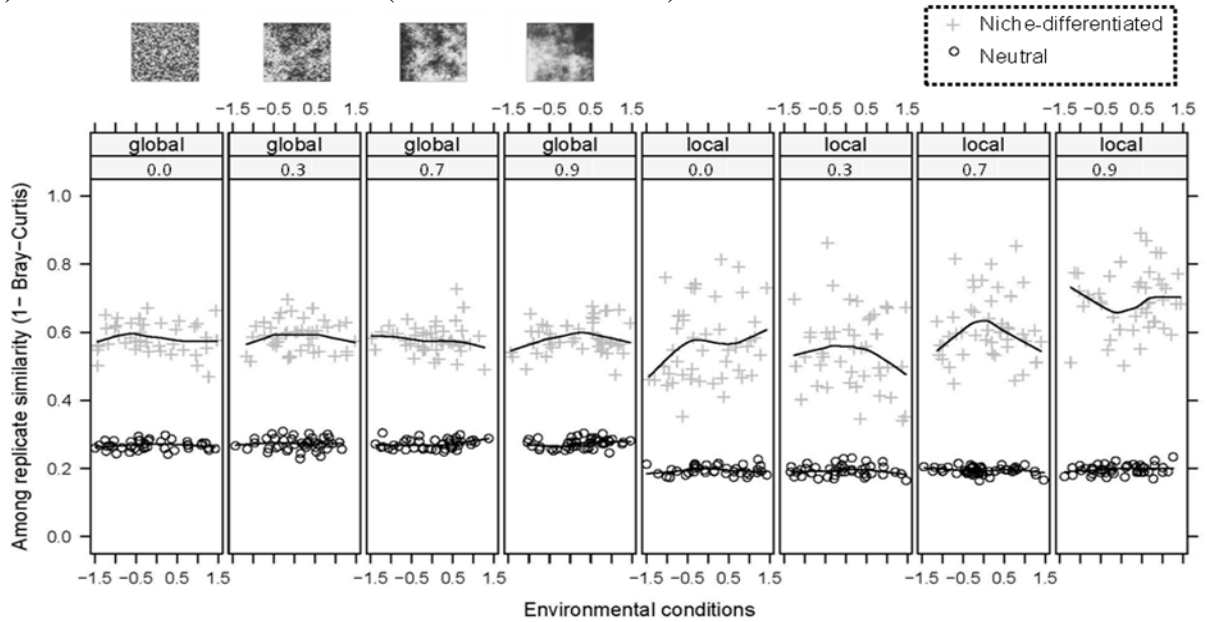 Niche-differentiated
Neutral
−1.5 −0.5 0.5 1.5 −1.5 −0.5 0.5 1.5 −1.5 −0.5 0.5 1.5 −1.5 −0.5 0.5 1.5
global global global global local local local local
0.0 0.3 0.7 0.9 0.0 0.3 0.7 0.9
Among replicate similarity (1− Bray−Curtis)
1.0
0.8
0.6
0.4
0.2
0.0
−1.5 −0.5 0.5 1.5 −1.5 −0.5 0.5 1.5 −1.5 −0.5 0.5 1.5 −1.5 −0.5 0.5 1.5
Environmental conditions